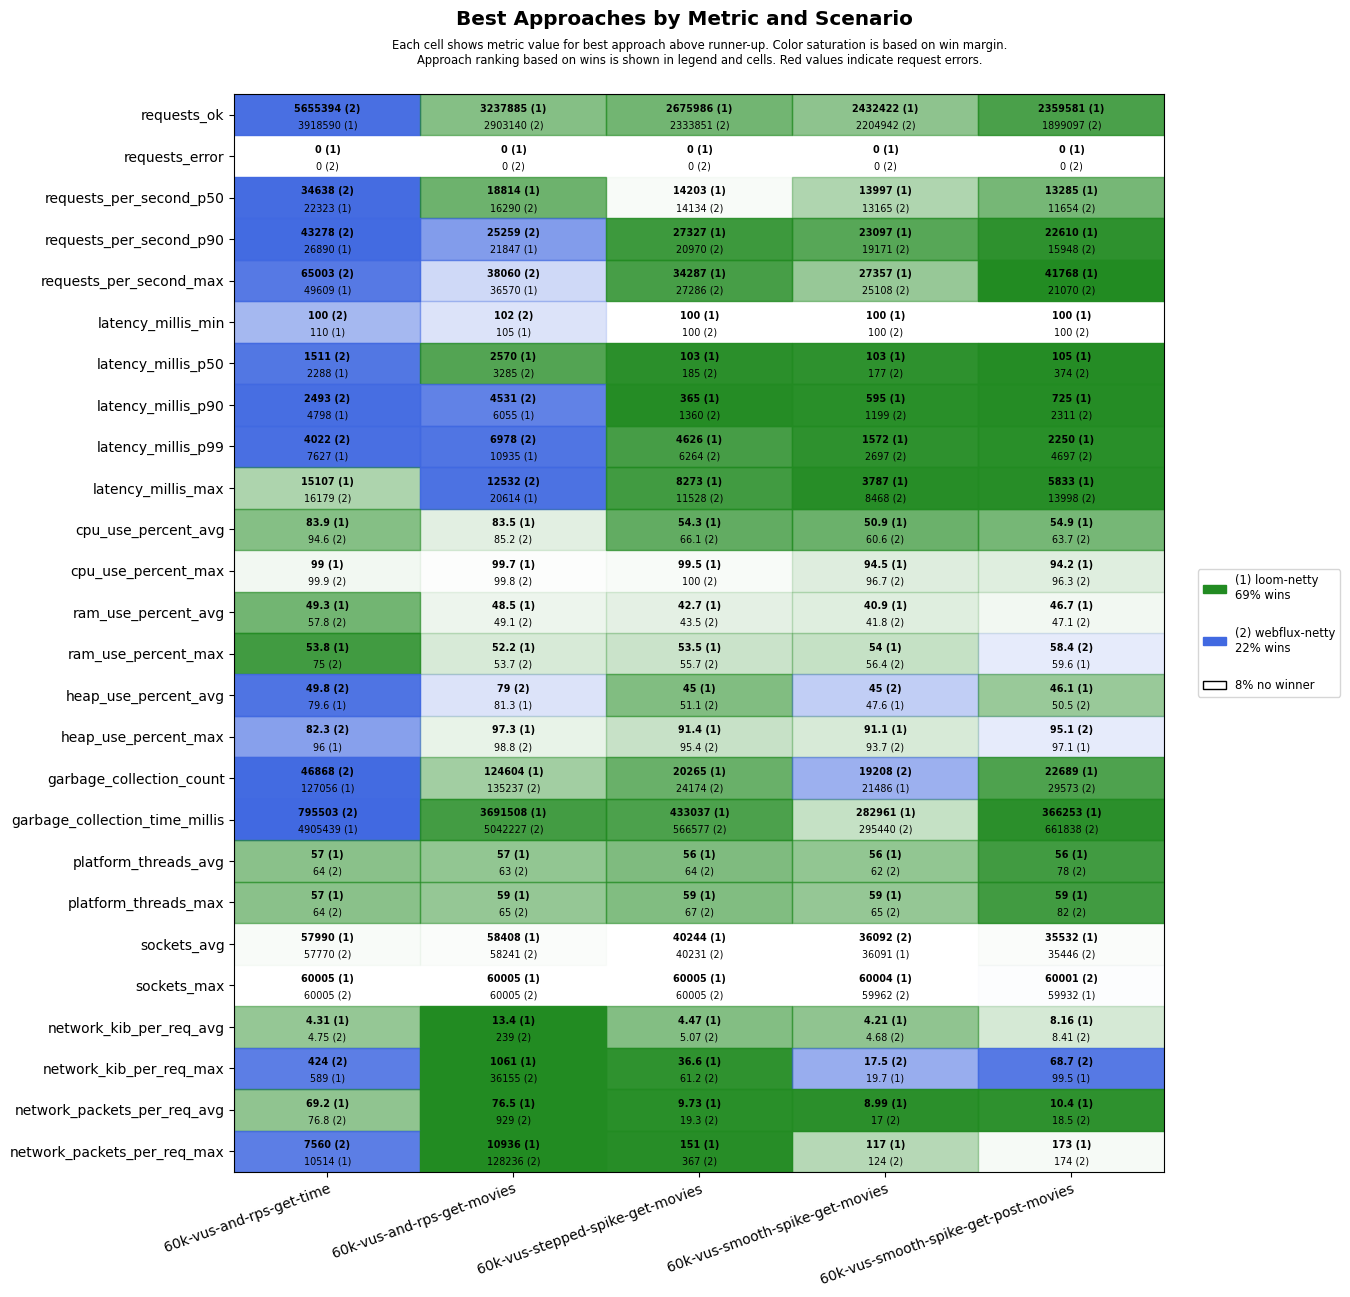 Best Approaches by Metric and Scenario
Each cell shows metric value for best approach above runner-up. Color saturation is based on win margin.
Approach ranking based on wins is shown in legend and cells. Red values indicate request errors.
requests_ok
5655394 (2) 3237885 (1) 2675986 (1) 2432422 (1) 2359581 (1)
3918590 (1) 2903140 (2) 2333851 (2) 2204942 (2) 1899097 (2)
requests_error
0 (1) 0 (1) 0 (1) 0 (1) 0 (1)
0 (2) 0 (2) 0 (2) 0 (2) 0 (2)
requests_per_second_p50
34638 (2) 18814 (1) 14203 (1) 13997 (1) 13285 (1)
22323 (1) 16290 (2) 14134 (2) 13165 (2) 11654 (2)
requests_per_second_p90
43278 (2) 25259 (2) 27327 (1) 23097 (1) 22610 (1)
26890 (1) 21847 (1) 20970 (2) 19171 (2) 15948 (2)
requests_per_second_max
65003 (2) 38060 (2) 34287 (1) 27357 (1) 41768 (1)
49609 (1) 36570 (1) 27286 (2) 25108 (2) 21070 (2)
latency_millis_min
100 (2) 102 (2) 100 (1) 100 (1) 100 (1)
110 (1) 105 (1) 100 (2) 100 (2) 100 (2)
latency_millis_p50
1511 (2) 2570 (1) 103 (1) 103 (1) 105 (1)
2288 (1) 3285 (2) 185 (2) 177 (2) 374 (2)
latency_millis_p90
2493 (2) 4531 (2) 365 (1) 595 (1) 725 (1)
4798 (1) 6055 (1) 1360 (2) 1199 (2) 2311 (2)
latency_millis_p99
4022 (2) 6978 (2) 4626 (1) 1572 (1) 2250 (1)
7627 (1) 10935 (1) 6264 (2) 2697 (2) 4697 (2)
latency_millis_max
15107 (1) 12532 (2) 8273 (1) 3787 (1) 5833 (1)
16179 (2) 20614 (1) 11528 (2) 8468 (2) 13998 (2)
cpu_use_percent_avg
83.9 (1) 83.5 (1) 54.3 (1) 50.9 (1) 54.9 (1)
94.6 (2) 85.2 (2) 66.1 (2) 60.6 (2) 63.7 (2)
cpu_use_percent_max
99 (1) 99.7 (1) 99.5 (1) 94.5 (1) 94.2 (1)
99.9 (2) 99.8 (2) 100 (2) 96.7 (2) 96.3 (2)
ram_use_percent_avg
49.3 (1) 48.5 (1) 42.7 (1) 40.9 (1) 46.7 (1)
57.8 (2) 49.1 (2) 43.5 (2) 41.8 (2) 47.1 (2)
ram_use_percent_max
53.8 (1) 52.2 (1) 53.5 (1) 54 (1) 58.4 (2)
75 (2) 53.7 (2) 55.7 (2) 56.4 (2) 59.6 (1)
heap_use_percent_avg
49.8 (2) 79 (2) 45 (1) 45 (2) 46.1 (1)
79.6 (1) 81.3 (1) 51.1 (2) 47.6 (1) 50.5 (2)
heap_use_percent_max
82.3 (2) 97.3 (1) 91.4 (1) 91.1 (1) 95.1 (2)
96 (1) 98.8 (2) 95.4 (2) 93.7 (2) 97.1 (1)
garbage_collection_count
46868 (2) 124604 (1) 20265 (1) 19208 (2) 22689 (1)
127056 (1) 135237 (2) 24174 (2) 21486 (1) 29573 (2)
garbage_collection_time_millis
795503 (2) 3691508 (1) 433037 (1) 282961 (1) 366253 (1)
4905439 (1) 5042227 (2) 566577 (2) 295440 (2) 661838 (2)
platform_threads_avg
57 (1) 57 (1) 56 (1) 56 (1) 56 (1)
64 (2) 63 (2) 64 (2) 62 (2) 78 (2)
platform_threads_max
57 (1) 59 (1) 59 (1) 59 (1) 59 (1)
64 (2) 65 (2) 67 (2) 65 (2) 82 (2)
sockets_avg
57990 (1) 58408 (1) 40244 (1) 36092 (2) 35532 (1)
57770 (2) 58241 (2) 40231 (2) 36091 (1) 35446 (2)
sockets_max
60005 (1) 60005 (1) 60005 (1) 60004 (1) 60001 (2)
60005 (2) 60005 (2) 60005 (2) 59962 (2) 59932 (1)
network_kib_per_req_avg
4.31 (1) 13.4 (1) 4.47 (1) 4.21 (1) 8.16 (1)
4.75 (2) 239 (2) 5.07 (2) 4.68 (2) 8.41 (2)
network_kib_per_req_max
424 (2) 1061 (1) 36.6 (1) 17.5 (2) 68.7 (2)
589 (1) 36155 (2) 61.2 (2) 19.7 (1) 99.5 (1)
network_packets_per_req_avg
69.2 (1) 76.5 (1) 9.73 (1) 8.99 (1) 10.4 (1)
76.8 (2) 929 (2) 19.3 (2) 17 (2) 18.5 (2)
network_packets_per_req_max
7560 (2) 10936 (1) 151 (1) 117 (1) 173 (1)
10514 (1) 128236 (2) 367 (2) 124 (2) 174 (2)
60k-vus-and-rps-get-time
60k-vus-and-rps-get-movies
60k-vus-stepped-spike-get-movies
60k-vus-smooth-spike-get-movies
60k-vus-smooth-spike-get-post-movies
(1) loom-netty
69% wins
(2) webflux-netty
22% wins
8% no winner